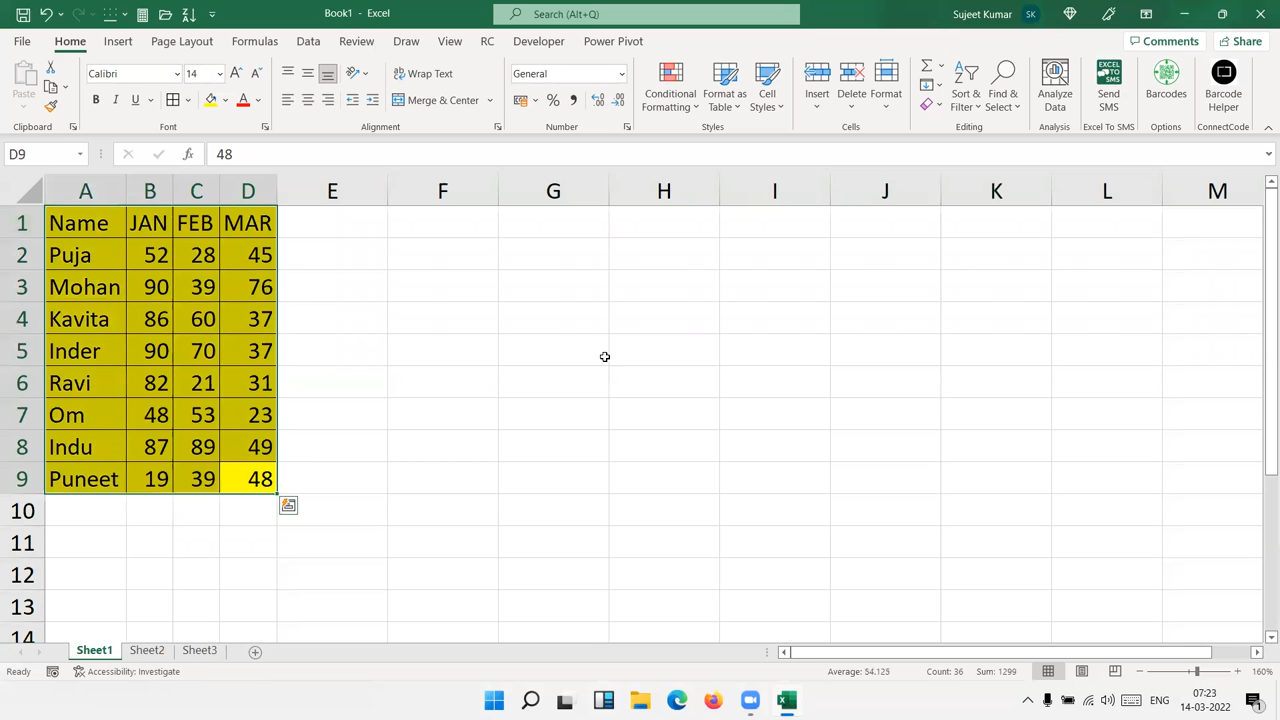 Book1 - Excel
Search (Alt+Q)
Sujeet Kumar
SK
File Home Insert Page Layout Formulas Data Review View Draw RC Developer Power Pivot
Comments
Share
Paste
Calibri 14
B I U
Wrap Text
Merge & Center
General
Conditional Formatting
Format as Table
Cell Styles
Insert
Delete
Format
Sort & Filter
Find & Select
Analyze Data
Send SMS
Barcodes
Barcode Helper
Clipboard Font Alignment Number Styles Cells Editing Analysis Excel To SMS Options ConnectCode
D9 fx 48
A B C D E F G H I J K L M
1 Name JAN FEB MAR
2 Puja 52 28 45
3 Mohan 90 39 76
4 Kavita 86 60 37
5 Inder 90 70 37
6 Ravi 82 21 31
7 Om 48 53 23
8 Indu 87 89 49
9 Puneet 19 39 48
10
11
12
13
14
Sheet1 Sheet2 Sheet3
Ready Accessibility: Investigate Average: 54.125 Count: 36 Sum: 1299 160%
ENG
07:23
14-03-2022
1